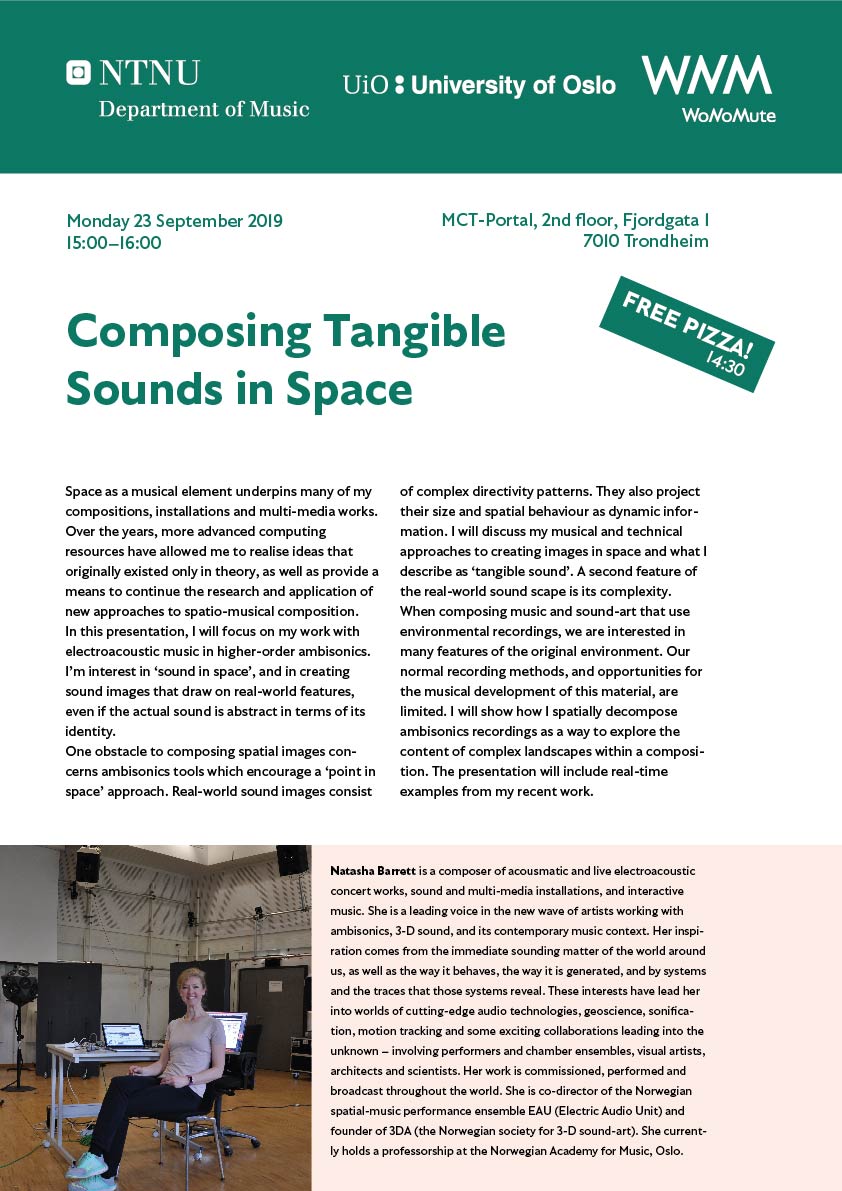 NTNU
Department of Music
UiO : University of Oslo
WNM
WoNoMute
Monday 23 September 2019
15:00–16:00
MCT-Portal, 2nd floor, Fjordgata 1
7010 Trondheim
FREE PIZZA!
14:30
Composing Tangible
Sounds in Space
Space as a musical element underpins many of my
compositions, installations and multi-media works.
Over the years, more advanced computing
resources have allowed me to realise ideas that
originally existed only in theory, as well as provide a
means to continue the research and application of
new approaches to spatio-musical composition.
In this presentation, I will focus on my work with
electroacoustic music in higher-order ambisonics.
I'm interest in ‘sound in space’, and in creating
sound images that draw on real-world features,
even if the actual sound is abstract in terms of its
identity.
One obstacle to composing spatial images con-
cerns ambisonics tools which encourage a ‘point in
space’ approach. Real-world sound images consist
of complex directivity patterns. They also project
their size and spatial behaviour as dynamic infor-
mation. I will discuss my musical and technical
approaches to creating images in space and what I
describe as ‘tangible sound’. A second feature of
the real-world sound scape is its complexity.
When composing music and sound-art that use
environmental recordings, we are interested in
many features of the original environment. Our
normal recording methods, and opportunities for
the musical development of this material, are
limited. I will show how I spatially decompose
ambisonics recordings as a way to explore the
content of complex landscapes within a composi-
tion. The presentation will include real-time
examples from my recent work.
Natasha Barrett is a composer of acousmatic and live electroacoustic
concert works, sound and multi-media installations, and interactive
music. She is a leading voice in the new wave of artists working with
ambisonics, 3-D sound, and its contemporary music context. Her inspi-
ration comes from the immediate sounding matter of the world around
us, as well as the way it behaves, the way it is generated, and by systems
and the traces that those systems reveal. These interests have lead her
into worlds of cutting-edge audio technologies, geoscience, sonifica-
tion, motion tracking and some exciting collaborations leading into the
unknown – involving performers and chamber ensembles, visual artists,
architects and scientists. Her work is commissioned, performed and
broadcast throughout the world. She is co-director of the Norwegian
spatial-music performance ensemble EAU (Electric Audio Unit) and
founder of 3DA (the Norwegian society for 3-D sound-art). She current-
ly holds a professorship at the Norwegian Academy for Music, Oslo.